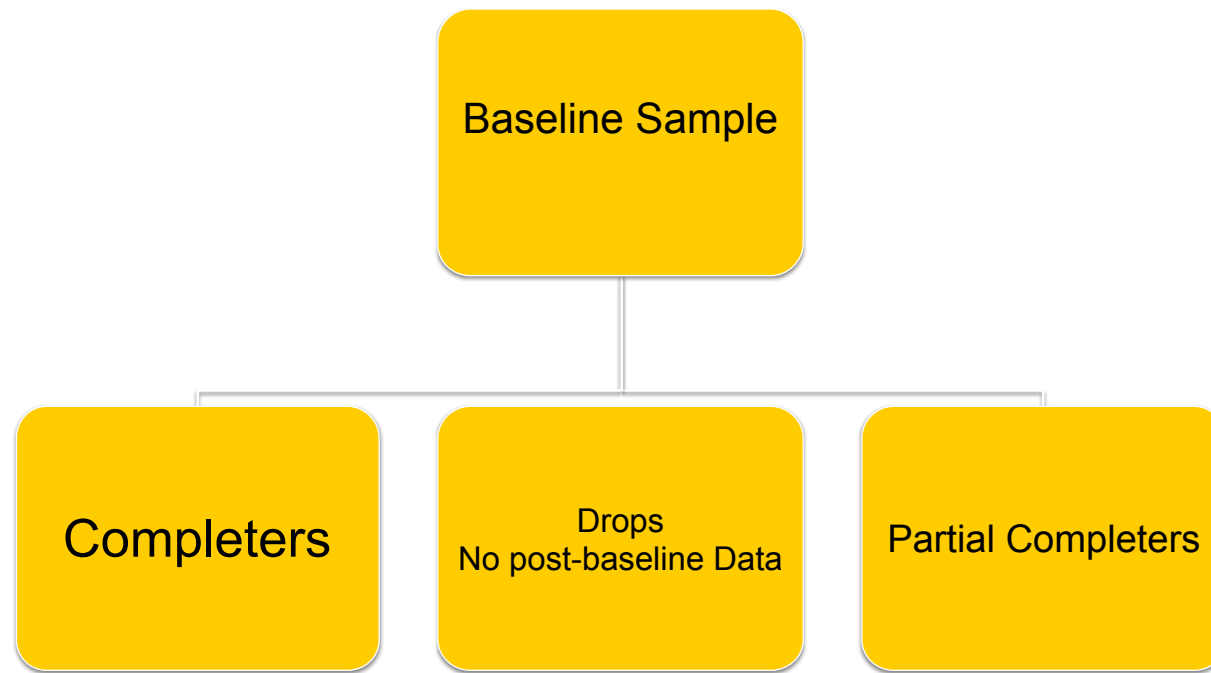 Baseline Sample
Completers
Drops
No post-baseline Data
Partial Completers